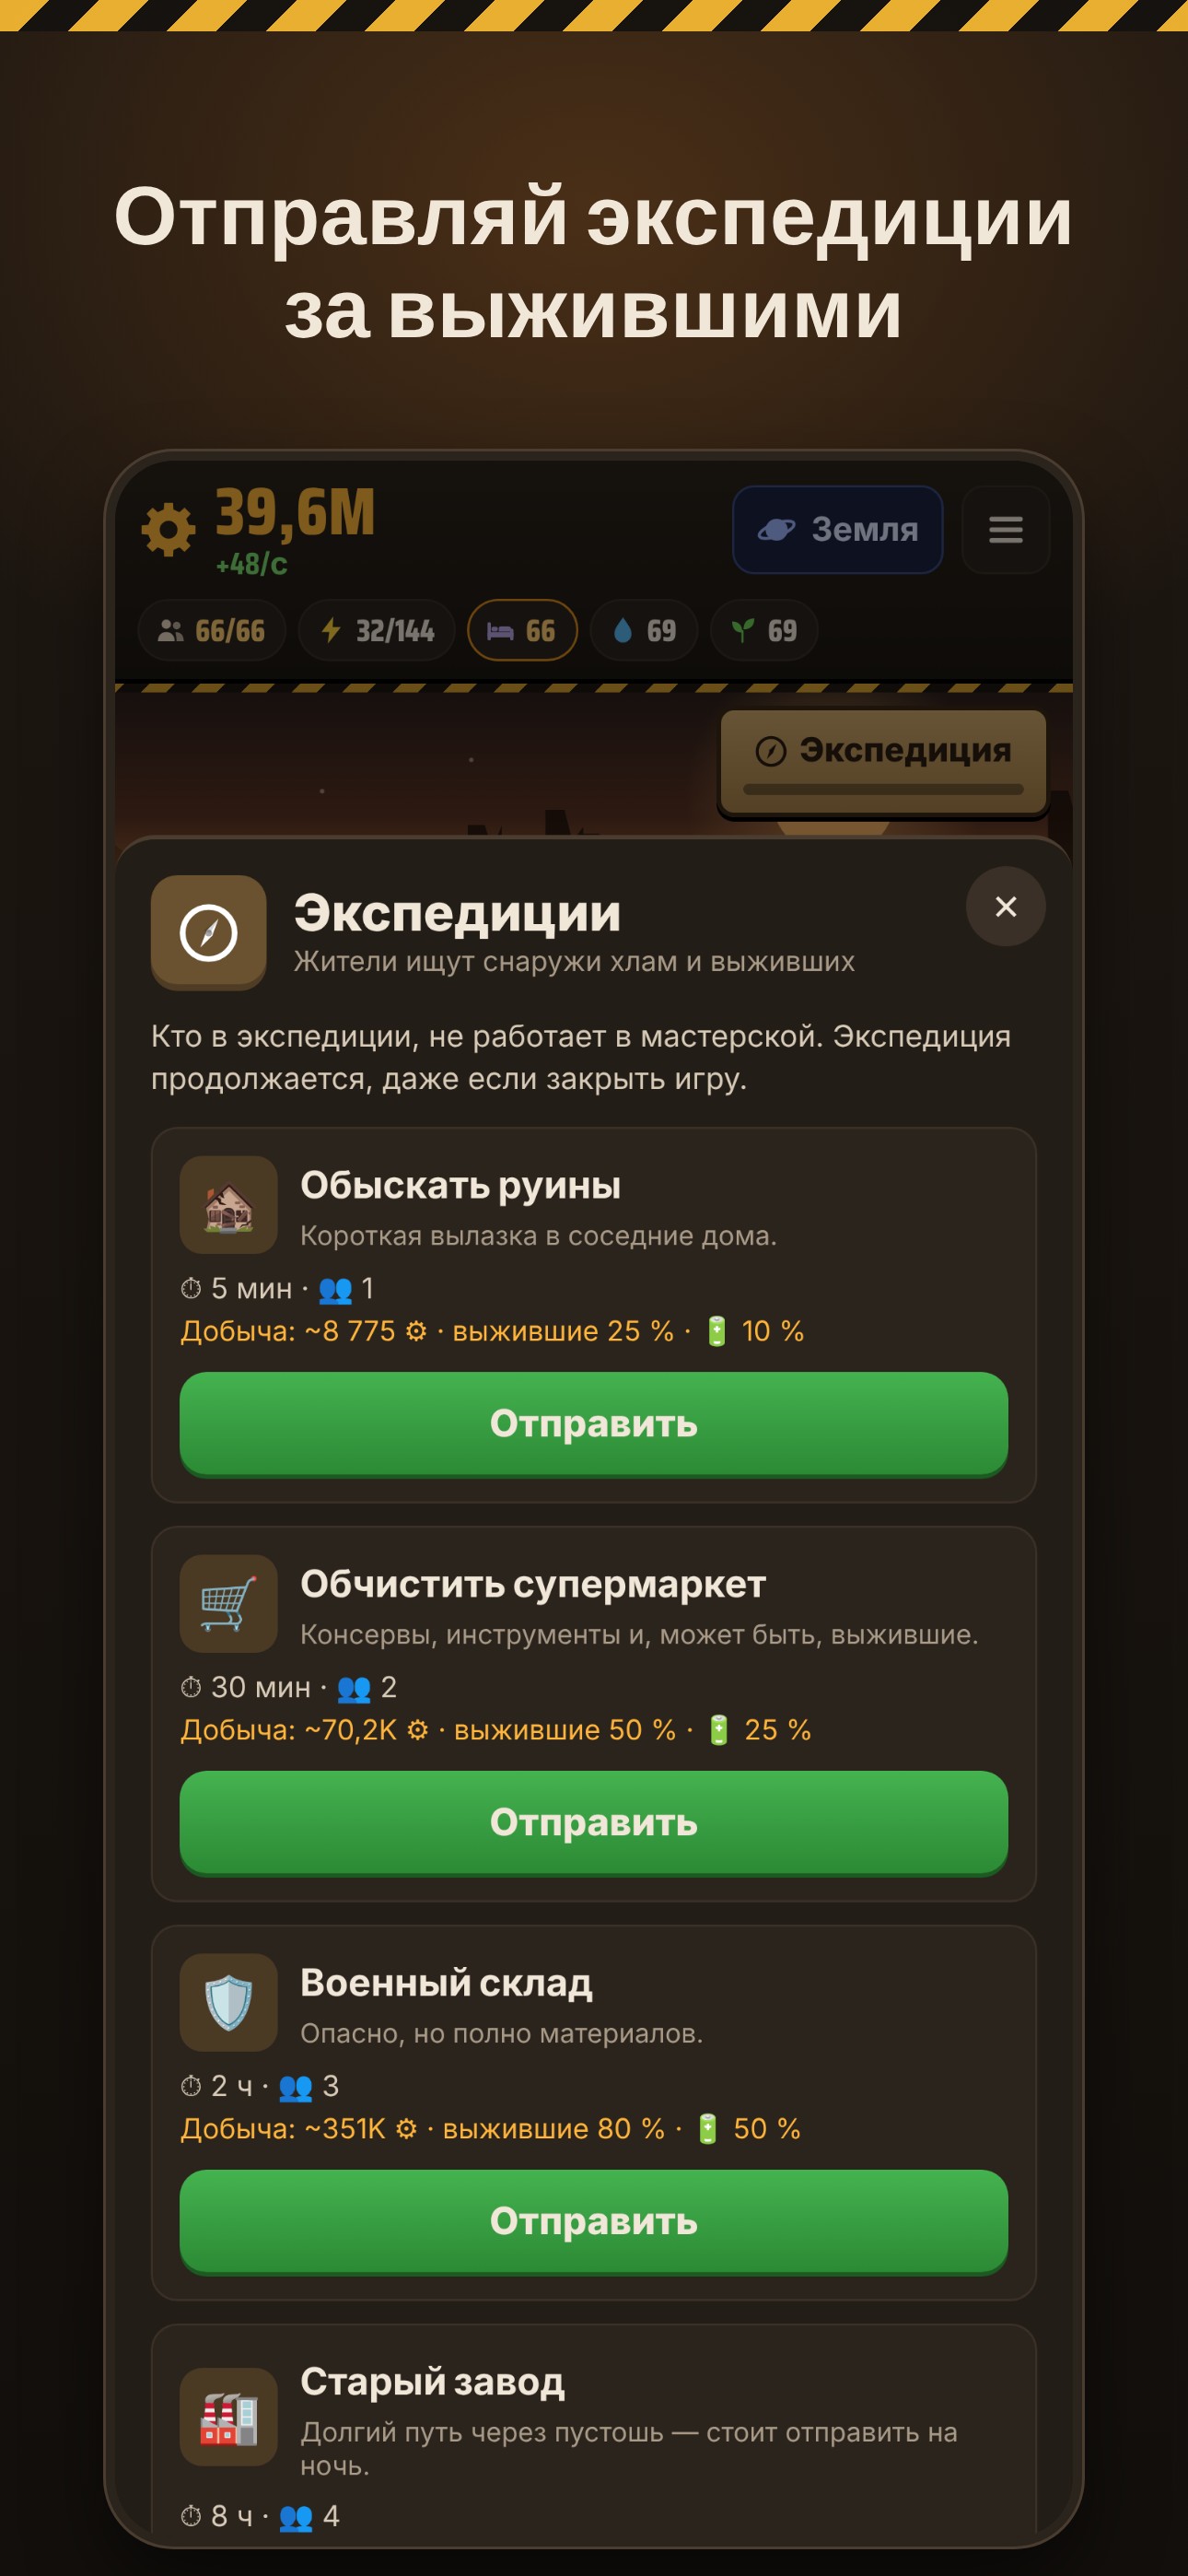 Отправляй экспедиции
за выжившими
39,6M
+48/с
Земля
66/66
32/144
66
69
69
Экспедиция
Экспедиции
Жители ищут снаружи хлам и выживших
Кто в экспедиции, не работает в мастерской. Экспедиция
продолжается, даже если закрыть игру.
Обыскать руины
Короткая вылазка в соседние дома.
⏱ 5 мин · 👥 1
Добыча: ~8 775 ⚙ · выжившие 25 % · 🔋 10 %
Отправить
Обчистить супермаркет
Консервы, инструменты и, может быть, выжившие.
⏱ 30 мин · 👥 2
Добыча: ~70,2K ⚙ · выжившие 50 % · 🔋 25 %
Отправить
Военный склад
Опасно, но полно материалов.
⏱ 2 ч · 👥 3
Добыча: ~351K ⚙ · выжившие 80 % · 🔋 50 %
Отправить
Старый завод
Долгий путь через пустошь — стоит отправить на
ночь.
⏱ 8 ч · 👥 4